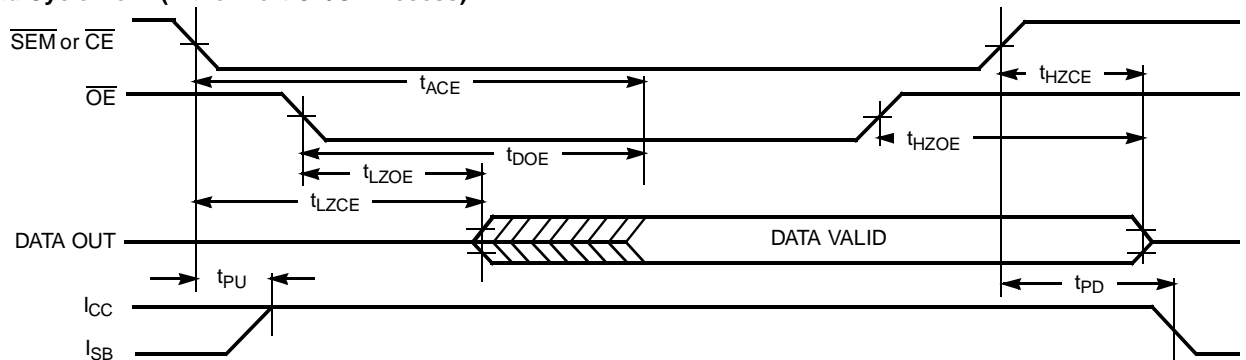 SEM or CE
tACE
tHZCE
OE
tHZOE
tDOE
tLZOE
tLZCE
DATA OUT
DATA VALID
tPU
tPD
ICC
ISB